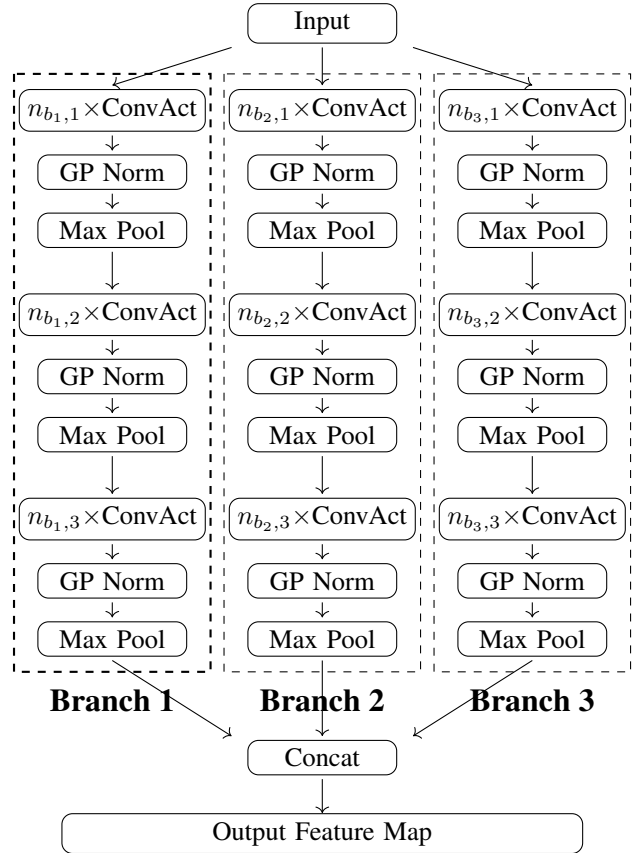 Input
n_{b_1,1}×ConvAct n_{b_2,1}×ConvAct n_{b_3,1}×ConvAct
GP Norm GP Norm GP Norm
Max Pool Max Pool Max Pool
n_{b_1,2}×ConvAct n_{b_2,2}×ConvAct n_{b_3,2}×ConvAct
GP Norm GP Norm GP Norm
Max Pool Max Pool Max Pool
n_{b_1,3}×ConvAct n_{b_2,3}×ConvAct n_{b_3,3}×ConvAct
GP Norm GP Norm GP Norm
Max Pool Max Pool Max Pool
Branch 1 Branch 2 Branch 3
Concat
Output Feature Map